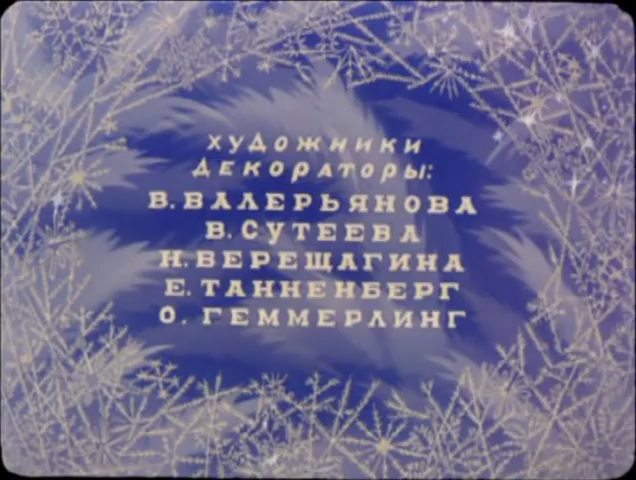 ХУДОЖНИКИ
ДЕКОРАТОРЫ:
В. ВАЛЕРЬЯНОВА
В. СУТЕЕВА
Н. ВЕРЕЩАГИНА
Е. ТАННЕНБЕРГ
О. ГЕММЕРЛИНГ